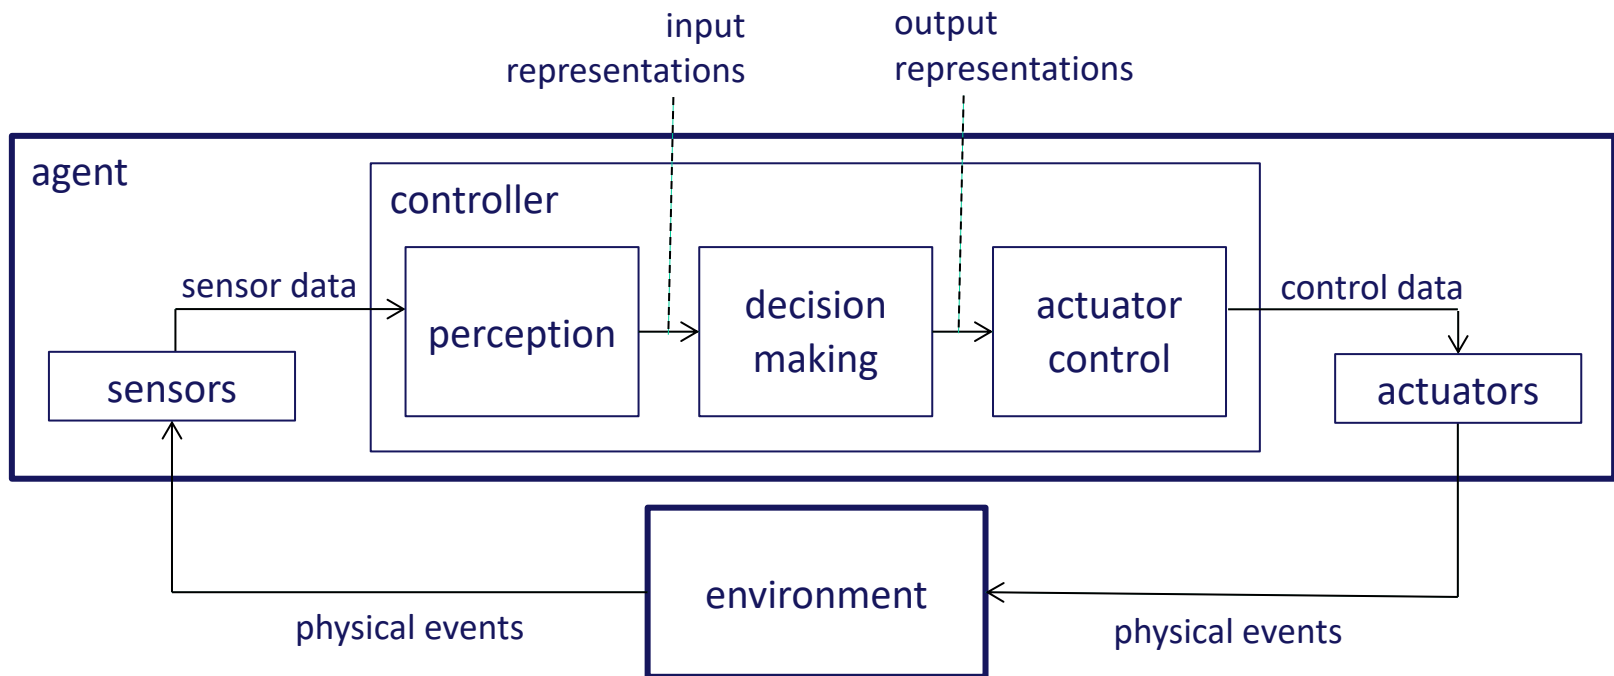 input
representations
output
representations
agent
controller
sensor data
perception
decision
making
actuator
control
control data
sensors
actuators
environment
physical events
physical events